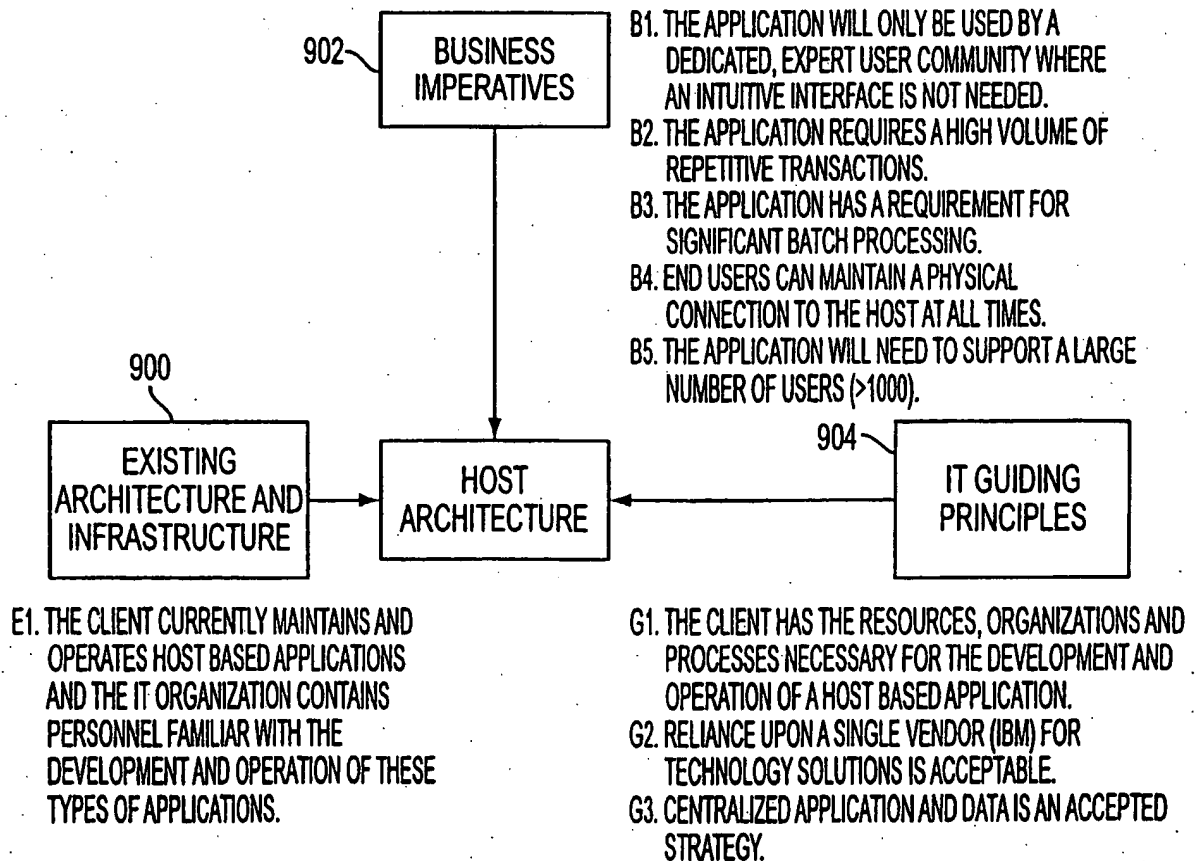 902
BUSINESS
IMPERATIVES
B1. THE APPLICATION WILL ONLY BE USED BY A
DEDICATED, EXPERT USER COMMUNITY WHERE
AN INTUITIVE INTERFACE IS NOT NEEDED.
B2. THE APPLICATION REQUIRES A HIGH VOLUME OF
REPETITIVE TRANSACTIONS.
B3. THE APPLICATION HAS A REQUIREMENT FOR
SIGNIFICANT BATCH PROCESSING.
B4. END USERS CAN MAINTAIN A PHYSICAL
CONNECTION TO THE HOST AT ALL TIMES.
B5. THE APPLICATION WILL NEED TO SUPPORT A LARGE
NUMBER OF USERS (>1000).
900
EXISTING
ARCHITECTURE AND
INFRASTRUCTURE
HOST
ARCHITECTURE
904
IT GUIDING
PRINCIPLES
E1. THE CLIENT CURRENTLY MAINTAINS AND
OPERATES HOST BASED APPLICATIONS
AND THE IT ORGANIZATION CONTAINS
PERSONNEL FAMILIAR WITH THE
DEVELOPMENT AND OPERATION OF THESE
TYPES OF APPLICATIONS.
G1. THE CLIENT HAS THE RESOURCES, ORGANIZATIONS AND
PROCESSES NECESSARY FOR THE DEVELOPMENT AND
OPERATION OF A HOST BASED APPLICATION.
G2. RELIANCE UPON A SINGLE VENDOR (IBM) FOR
TECHNOLOGY SOLUTIONS IS ACCEPTABLE.
G3. CENTRALIZED APPLICATION AND DATA IS AN ACCEPTED
STRATEGY.